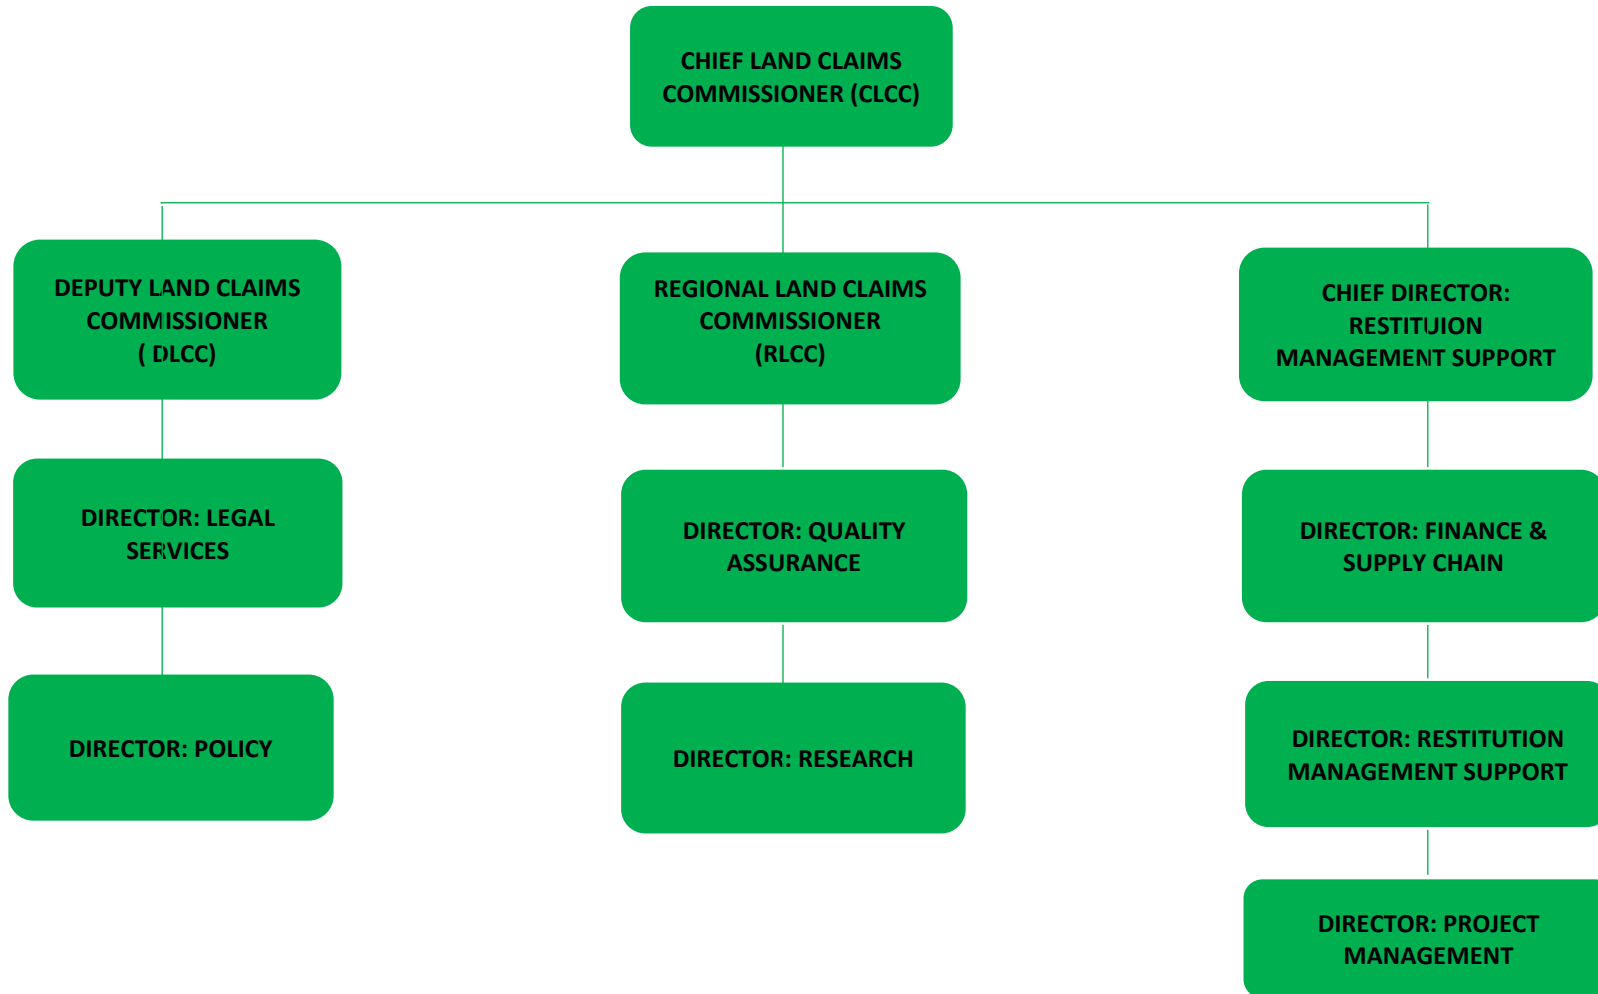 CHIEF LAND CLAIMS
COMMISSIONER (CLCC)
DEPUTY LAND CLAIMS
COMMISSIONER
( DLCC)
REGIONAL LAND CLAIMS
COMMISSIONER
(RLCC)
CHIEF DIRECTOR:
RESTITUION
MANAGEMENT SUPPORT
DIRECTOR: LEGAL
SERVICES
DIRECTOR: QUALITY
ASSURANCE
DIRECTOR: FINANCE &
SUPPLY CHAIN
DIRECTOR: POLICY
DIRECTOR: RESEARCH
DIRECTOR: RESTITUTION
MANAGEMENT SUPPORT
DIRECTOR: PROJECT
MANAGEMENT